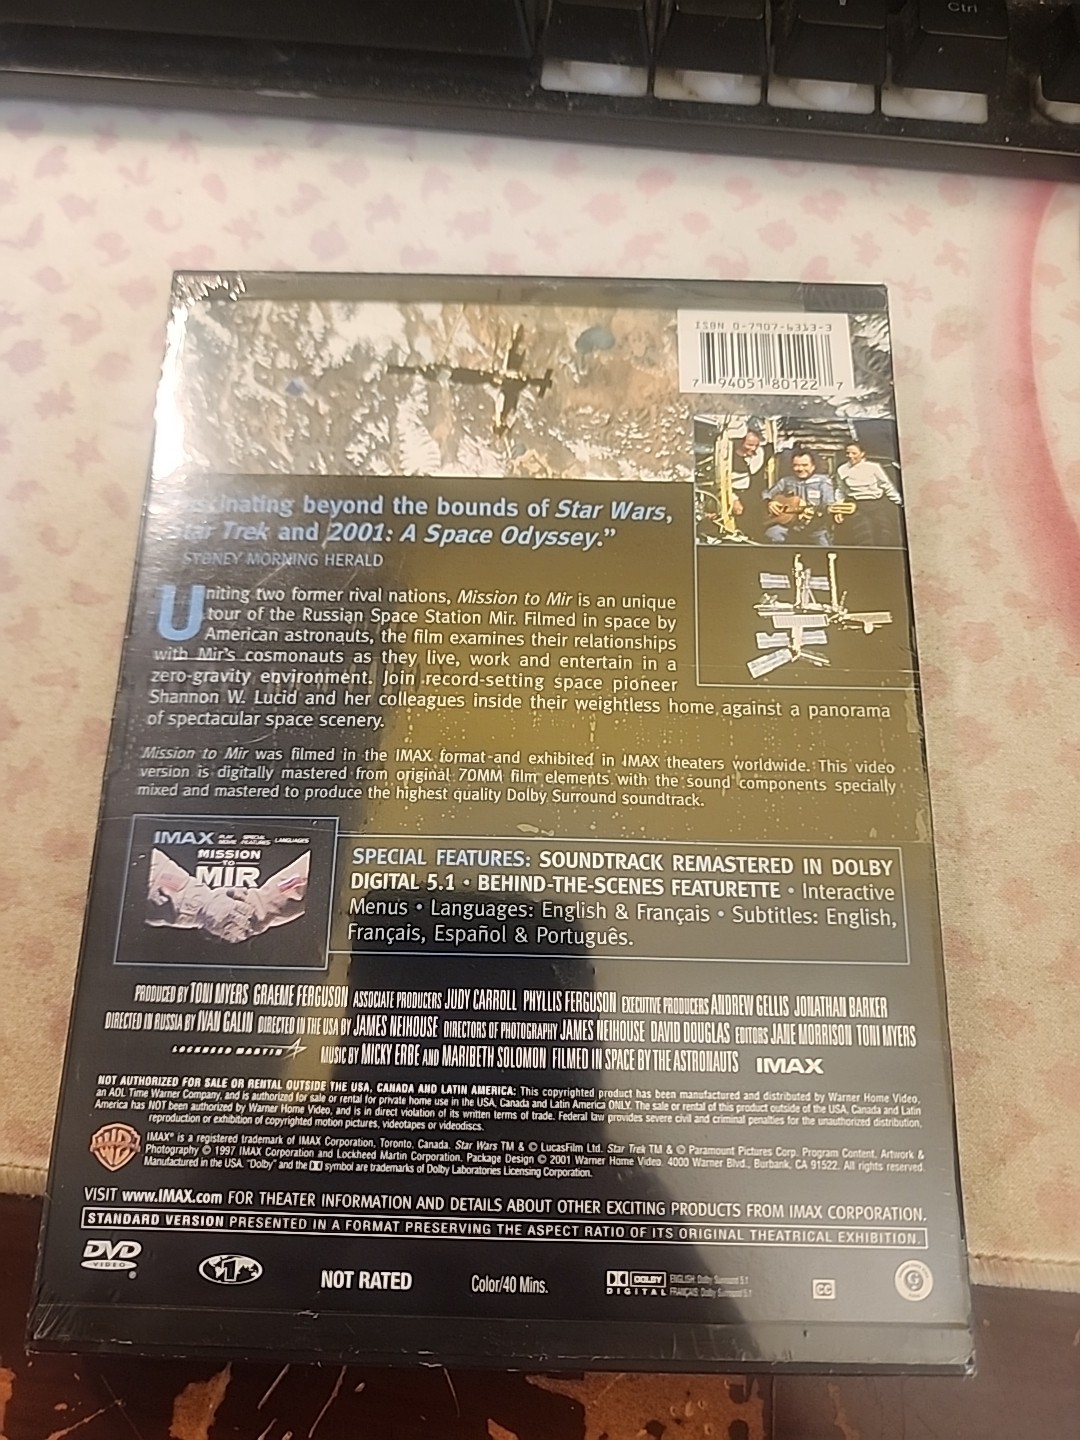 Ctrl
ISBN 0-7907-6313-3
7 94051 80122 7
beyond the bounds of Star Wars,
Star Trek and 2001: A Space Odyssey.”
SYDNEY MORNING HERALD
Uniting two former rival nations, Mission to Mir is an unique
tour of the Russian Space Station Mir. Filmed in space by
American astronauts, the film examines their relationships
with Mir's cosmonauts as they live, work and entertain in a
zero-gravity environment. Join record-setting space pioneer
Shannon W. Lucid and her colleagues inside their weightless home against a panorama
of spectacular space scenery.
Mission to Mir was filmed in the IMAX format and exhibited in IMAX theaters worldwide. This video
version is digitally mastered from original 70MM film elements with the sound components specially
mixed and mastered to produce the highest quality Dolby Surround soundtrack.
IMAX PLAY MOVIE SPECIAL FEATURES LANGUAGES
MISSION
TO
MIR
SPECIAL FEATURES: SOUNDTRACK REMASTERED IN DOLBY
DIGITAL 5.1 • BEHIND-THE-SCENES FEATURETTE • Interactive
Menus • Languages: English & Français • Subtitles: English,
Français, Español & Português.
PRODUCED BY TONI MYERS GRAEME FERGUSON ASSOCIATE PRODUCERS JUDY CARROLL PHYLLIS FERGUSON EXECUTIVE PRODUCERS ANDREW GELLIS JONATHAN BARKER
DIRECTED IN RUSSIA BY IVAN GALIN DIRECTED IN THE USA BY JAMES NEIHOUSE DIRECTORS OF PHOTOGRAPHY JAMES NEIHOUSE DAVID DOUGLAS EDITORS JANE MORRISON TONI MYERS
LOCKHEED MARTIN MUSIC BY MICKY ERBE AND MARIBETH SOLOMON FILMED IN SPACE BY THE ASTRONAUTS IMAX
NOT AUTHORIZED FOR SALE OR RENTAL OUTSIDE THE USA, CANADA AND LATIN AMERICA: This copyrighted product has been manufactured and distributed by Warner Home Video,
an AOL Time Warner Company, and is authorized for sale or rental for private home use in the USA, Canada and Latin America ONLY. The sale or rental of this product outside of the USA, Canada and Latin
America has NOT been authorized by Warner Home Video, and is in direct violation of its written terms of trade. Federal law provides severe civil and criminal penalties for the unauthorized distribution,
reproduction or exhibition of copyrighted motion pictures, videotapes or videodiscs.
IMAX® is a registered trademark of IMAX Corporation, Toronto, Canada. Star Wars TM & © LucasFilm Ltd. Star Trek TM & © Paramount Pictures Corp. Program Content, Artwork &
Photography © 1997 IMAX Corporation and Lockheed Martin Corporation. Package Design © 2001 Warner Home Video. 4000 Warner Blvd., Burbank, CA 91522. All rights reserved.
Manufactured in the USA. "Dolby" and the symbol are trademarks of Dolby Laboratories Licensing Corporation.
VISIT www.IMAX.com FOR THEATER INFORMATION AND DETAILS ABOUT OTHER EXCITING PRODUCTS FROM IMAX CORPORATION.
STANDARD VERSION PRESENTED IN A FORMAT PRESERVING THE ASPECT RATIO OF ITS ORIGINAL THEATRICAL EXHIBITION.
DVD VIDEO 1 NOT RATED Color/40 Mins. DOLBY DIGITAL ENGLISH: Dolby Surround 5.1 CC G
FRANÇAIS: Dolby Surround 5.1